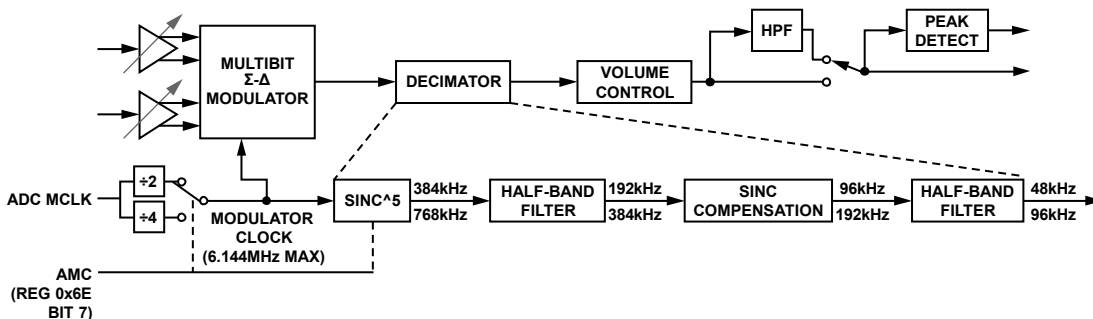 MULTIBIT
Σ-Δ
MODULATOR
DECIMATOR
VOLUME
CONTROL
HPF
PEAK
DETECT
ADC MCLK
÷2
÷4
MODULATOR
CLOCK
(6.144MHz MAX)
SINC^5
384kHz
768kHz
HALF-BAND
FILTER
192kHz
384kHz
SINC
COMPENSATION
96kHz
192kHz
HALF-BAND
FILTER
48kHz
96kHz
AMC
(REG 0x6E
BIT 7)